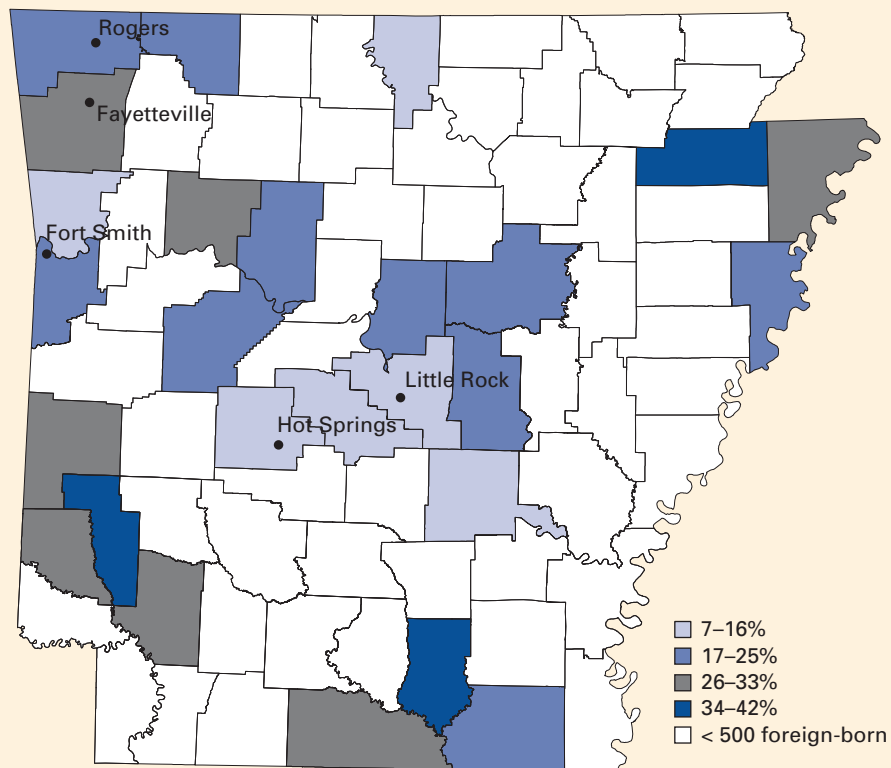 Rogers
Fayetteville
Fort Smith
Little Rock
Hot Springs
7–16%
17–25%
26–33%
34–42%
< 500 foreign-born